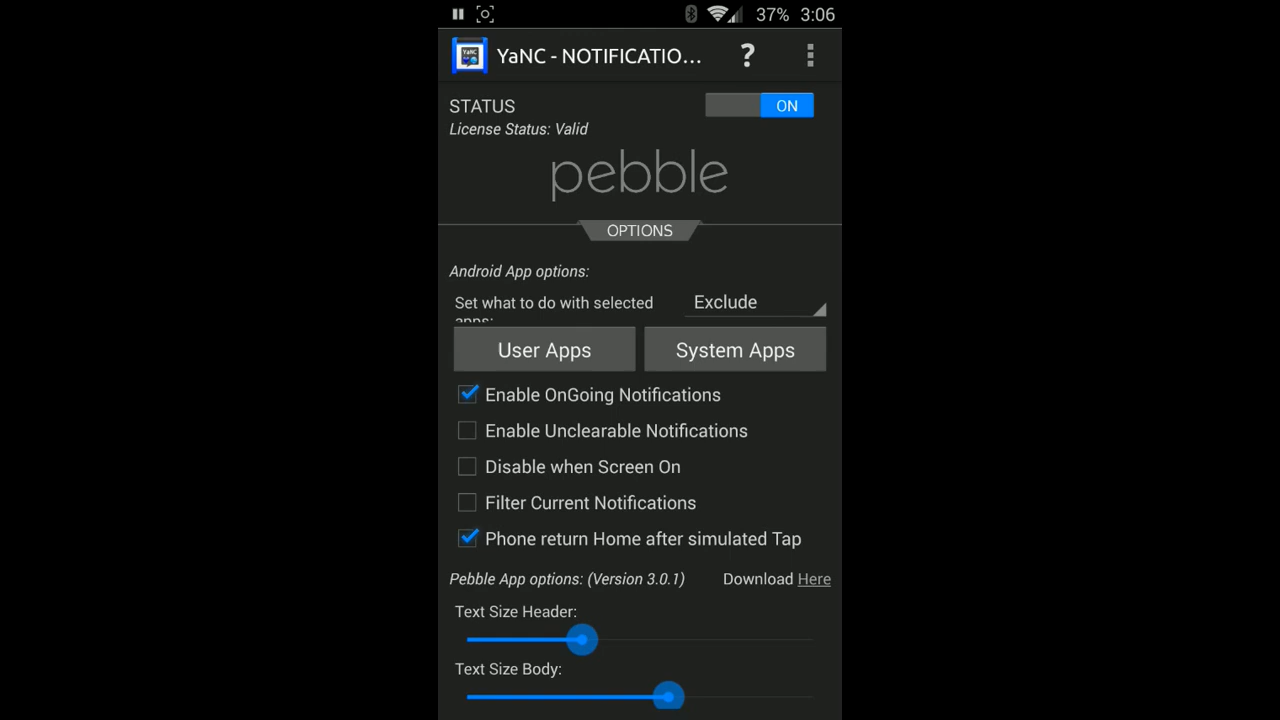 37% 3:06
YaNC
YaNC - NOTIFICATIO... ?
STATUS ON
License Status: Valid
pebble
OPTIONS
Android App options:
Set what to do with selected apps: Exclude
User Apps System Apps
Enable OnGoing Notifications
Enable Unclearable Notifications
Disable when Screen On
Filter Current Notifications
Phone return Home after simulated Tap
Pebble App options: (Version 3.0.1) Download Here
Text Size Header:
Text Size Body: